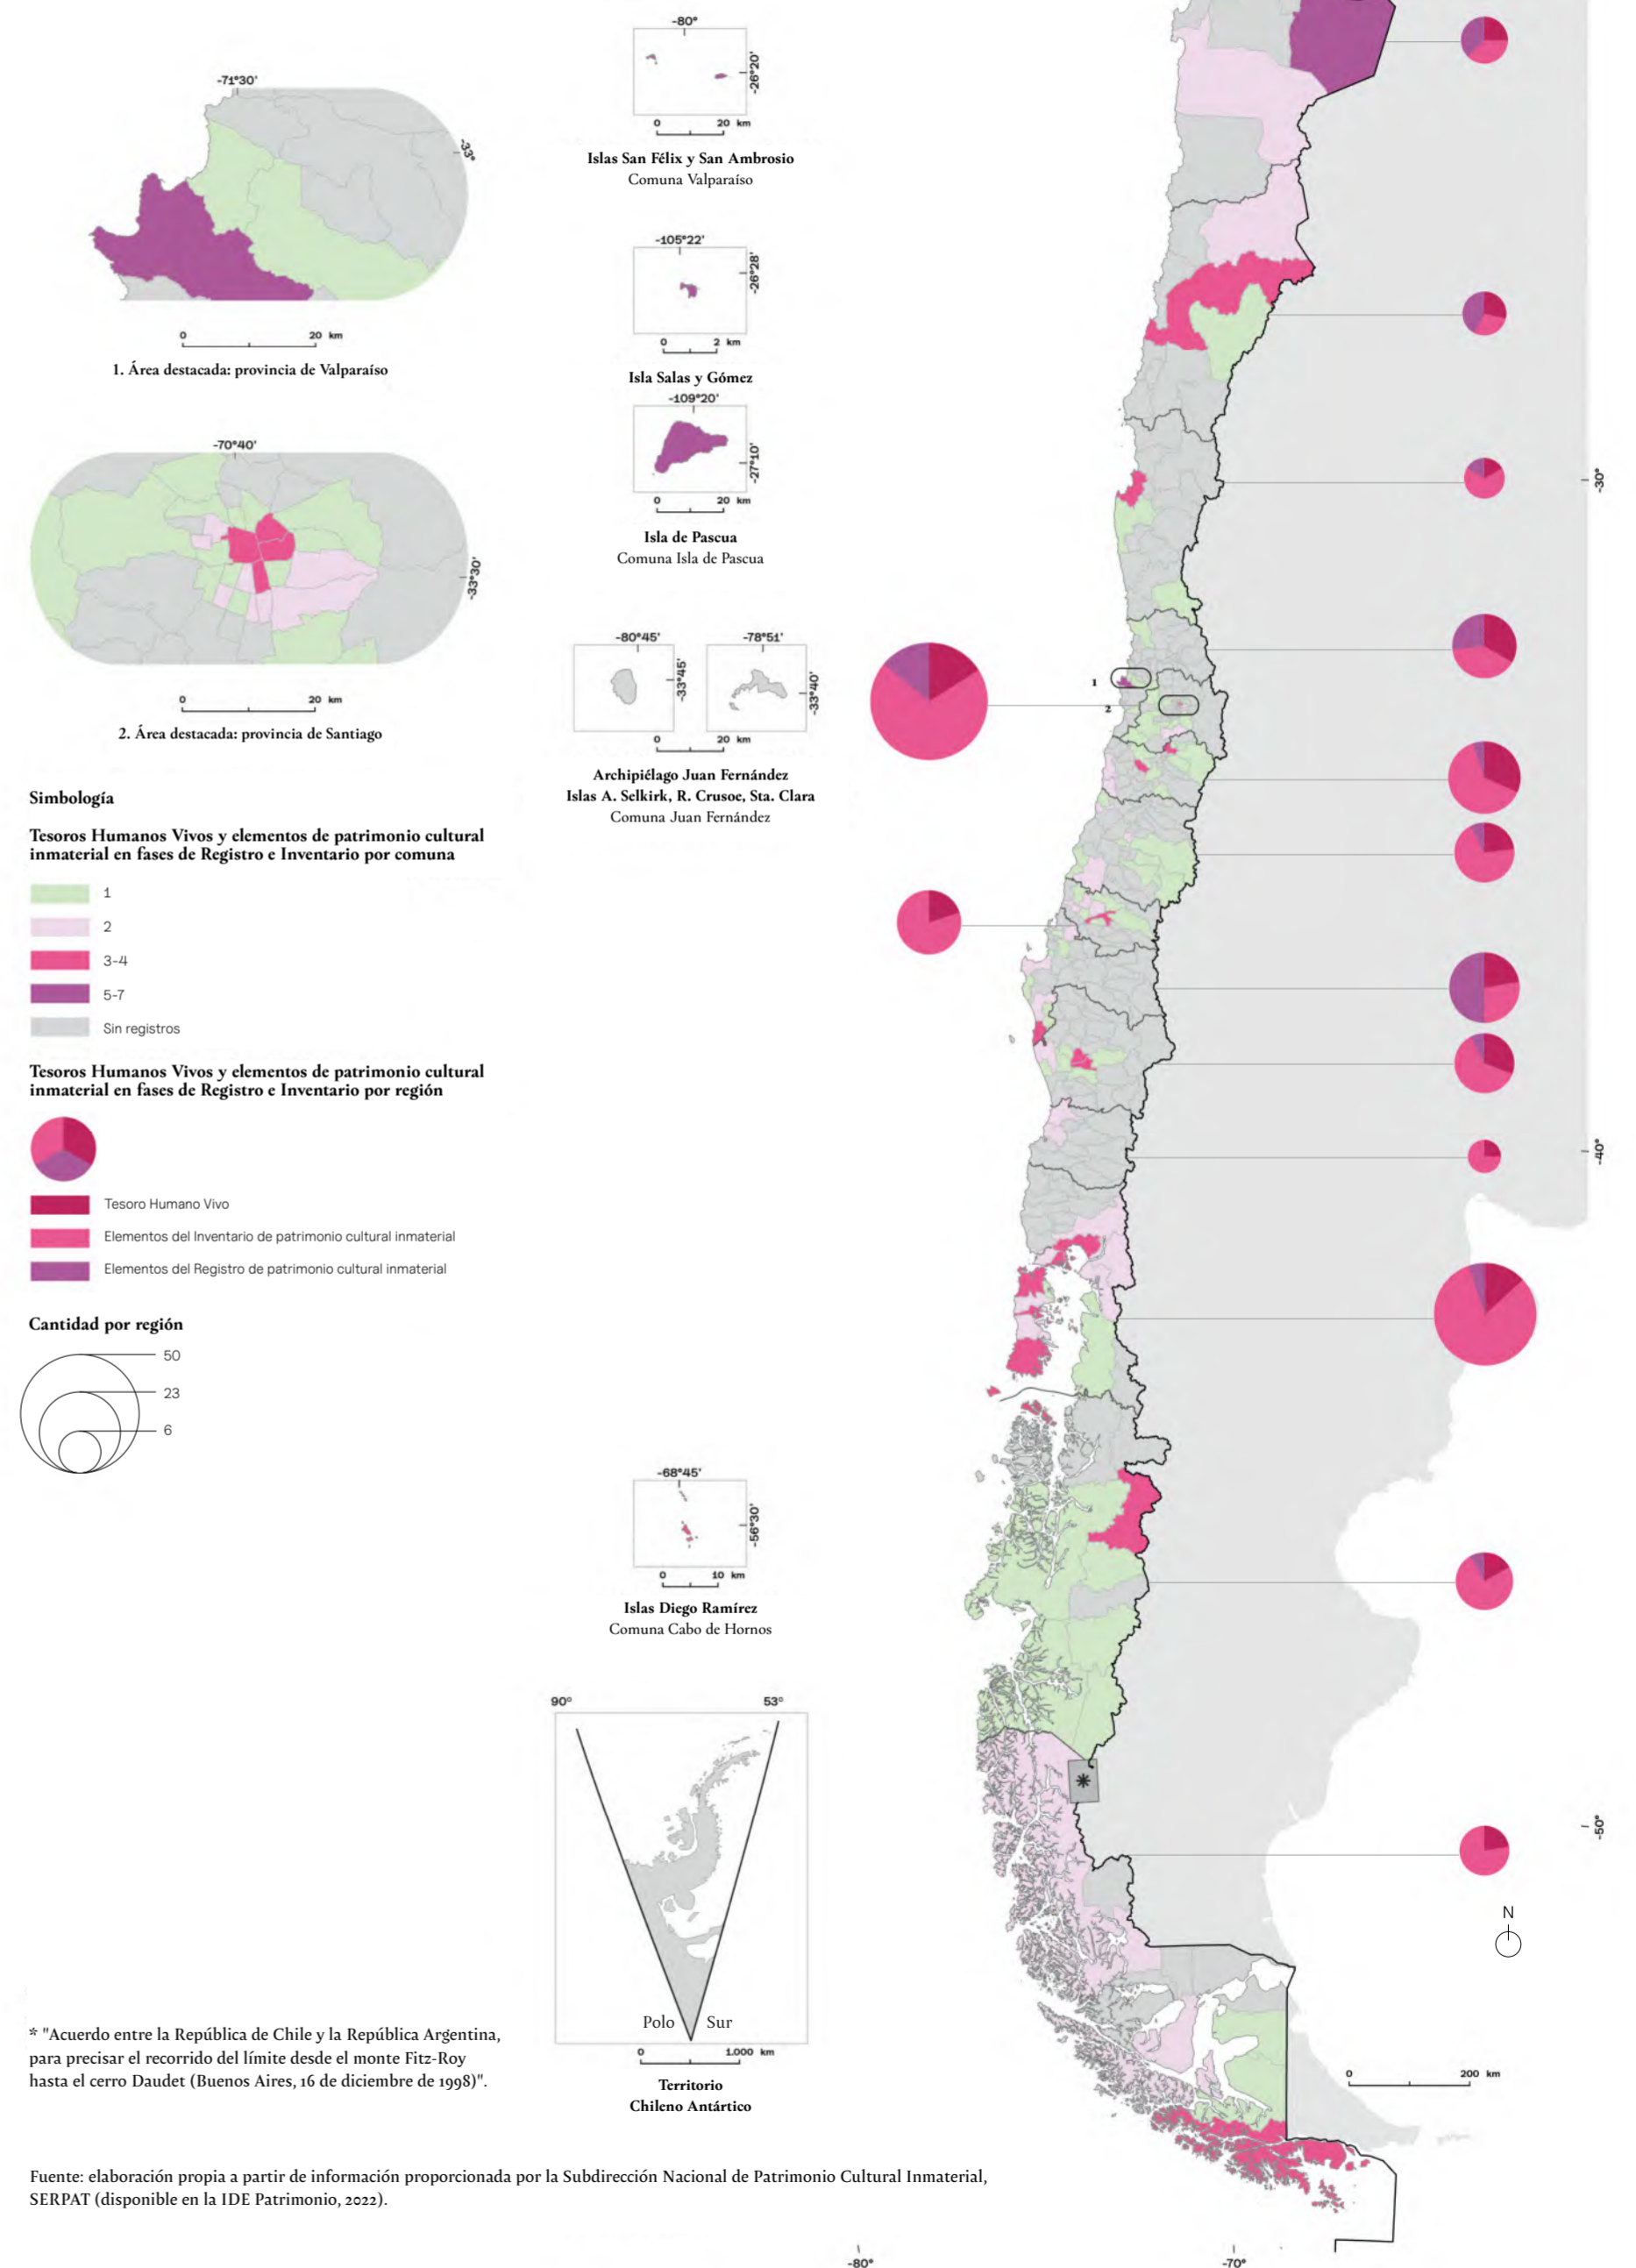 -71°30'
-33°
0 20 km
1. Área destacada: provincia de Valparaíso
-70°40'
-33°30'
0 20 km
2. Área destacada: provincia de Santiago
Simbología
Tesoros Humanos Vivos y elementos de patrimonio cultural
inmaterial en fases de Registro e Inventario por comuna
1
2
3-4
5-7
Sin registros
Tesoros Humanos Vivos y elementos de patrimonio cultural
inmaterial en fases de Registro e Inventario por región
Tesoro Humano Vivo
Elementos del Inventario de patrimonio cultural inmaterial
Elementos del Registro de patrimonio cultural inmaterial
Cantidad por región
50
23
6
-80°
-26°20'
0 20 km
Islas San Félix y San Ambrosio
Comuna Valparaíso
-105°22'
-26°28'
0 2 km
Isla Salas y Gómez
-109°20'
-27°10'
0 20 km
Isla de Pascua
Comuna Isla de Pascua
-80°45'
-33°45'
-78°51'
-33°40'
0 20 km
Archipiélago Juan Fernández
Islas A. Selkirk, R. Crusoe, Sta. Clara
Comuna Juan Fernández
-68°45'
-56°30'
0 10 km
Islas Diego Ramírez
Comuna Cabo de Hornos
90° 53°
Polo Sur
0 1.000 km
Territorio
Chileno Antártico
1
2
-30°
-40°
-50°
*
N
0 200 km
-80° -70°
* "Acuerdo entre la República de Chile y la República Argentina,
para precisar el recorrido del límite desde el monte Fitz-Roy
hasta el cerro Daudet (Buenos Aires, 16 de diciembre de 1998)".
Fuente: elaboración propia a partir de información proporcionada por la Subdirección Nacional de Patrimonio Cultural Inmaterial,
SERPAT (disponible en la IDE Patrimonio, 2022).